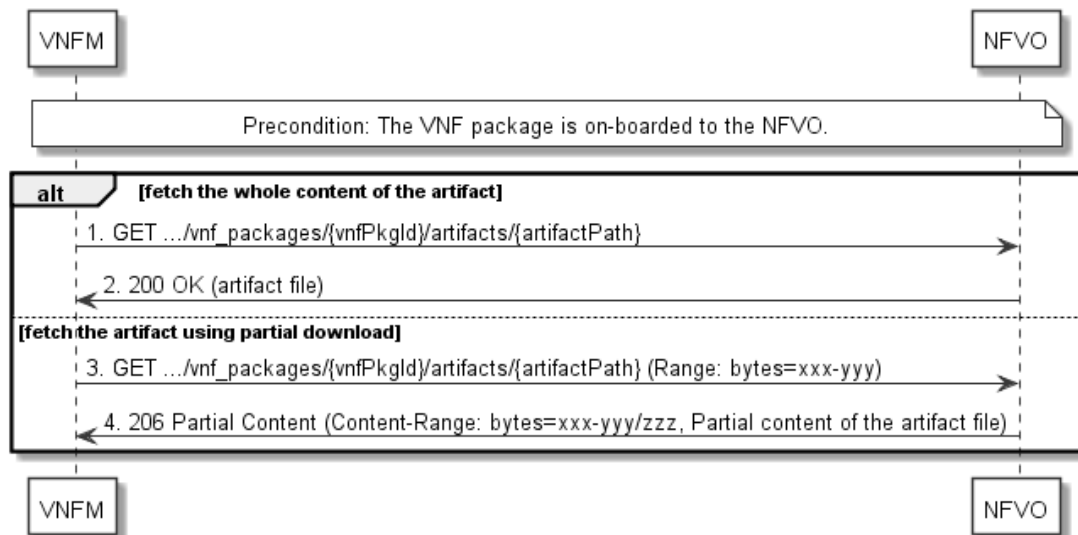 VNFM NFVO
Precondition: The VNF package is on-boarded to the NFVO.
alt [fetch the whole content of the artifact]
1. GET .../vnf_packages/{vnfPkgId}/artifacts/{artifactPath}
2. 200 OK (artifact file)
[fetch the artifact using partial download]
3. GET .../vnf_packages/{vnfPkgId}/artifacts/{artifactPath} (Range: bytes=xxx-yyy)
4. 206 Partial Content (Content-Range: bytes=xxx-yyy/zzz, Partial content of the artifact file)
VNFM NFVO